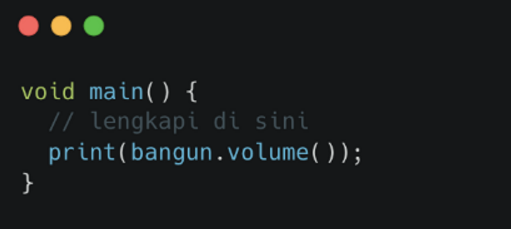 void main() {
  // lengkapi di sini
  print(bangun.volume());
}